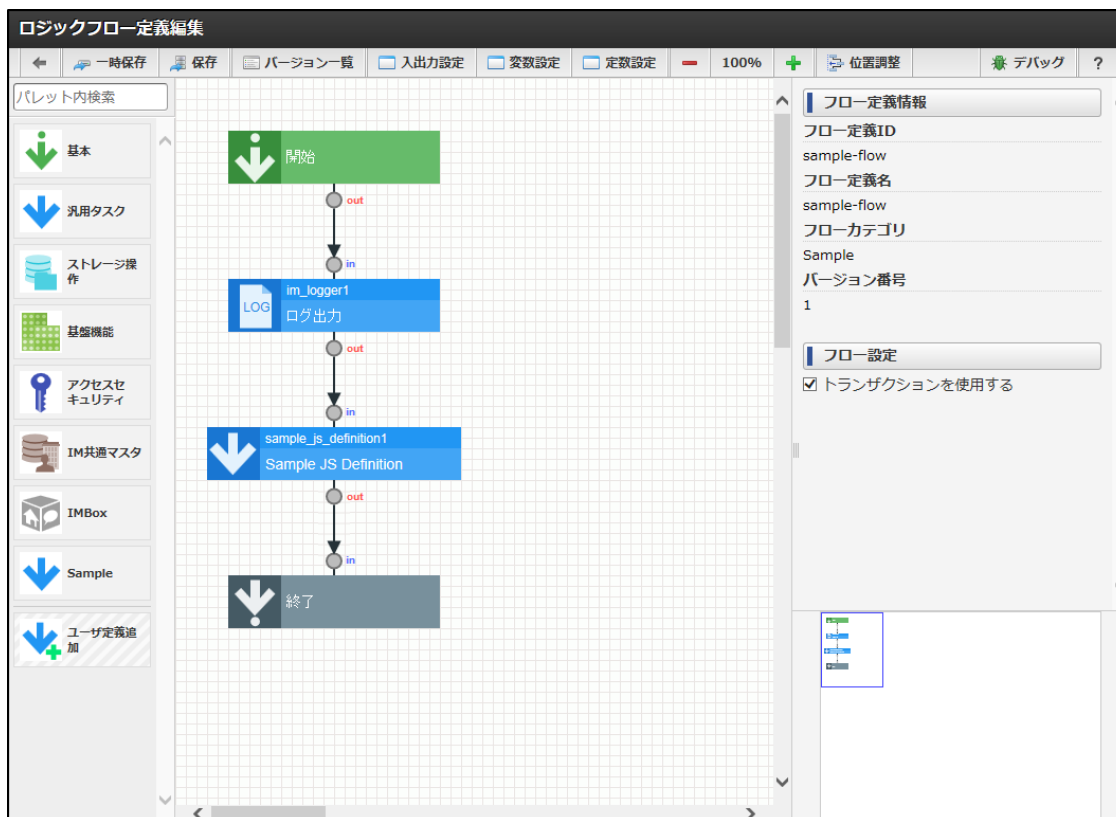 ロジックフロー定義編集
一時保存 保存 バージョン一覧 入出力設定 変数設定 定数設定 100% 位置調整 デバッグ ?
パレット内検索
基本
汎用タスク
ストレージ操
作
基盤機能
アクセスセ
キュリティ
IM共通マスタ
IMBox
Sample
ユーザ定義追
加
開始
out
in
im_logger1
LOG
ログ出力
out
in
sample_js_definition1
Sample JS Definition
out
in
終了
フロー定義情報
フロー定義ID
sample-flow
フロー定義名
sample-flow
フローカテゴリ
Sample
バージョン番号
1
フロー設定
トランザクションを使用する